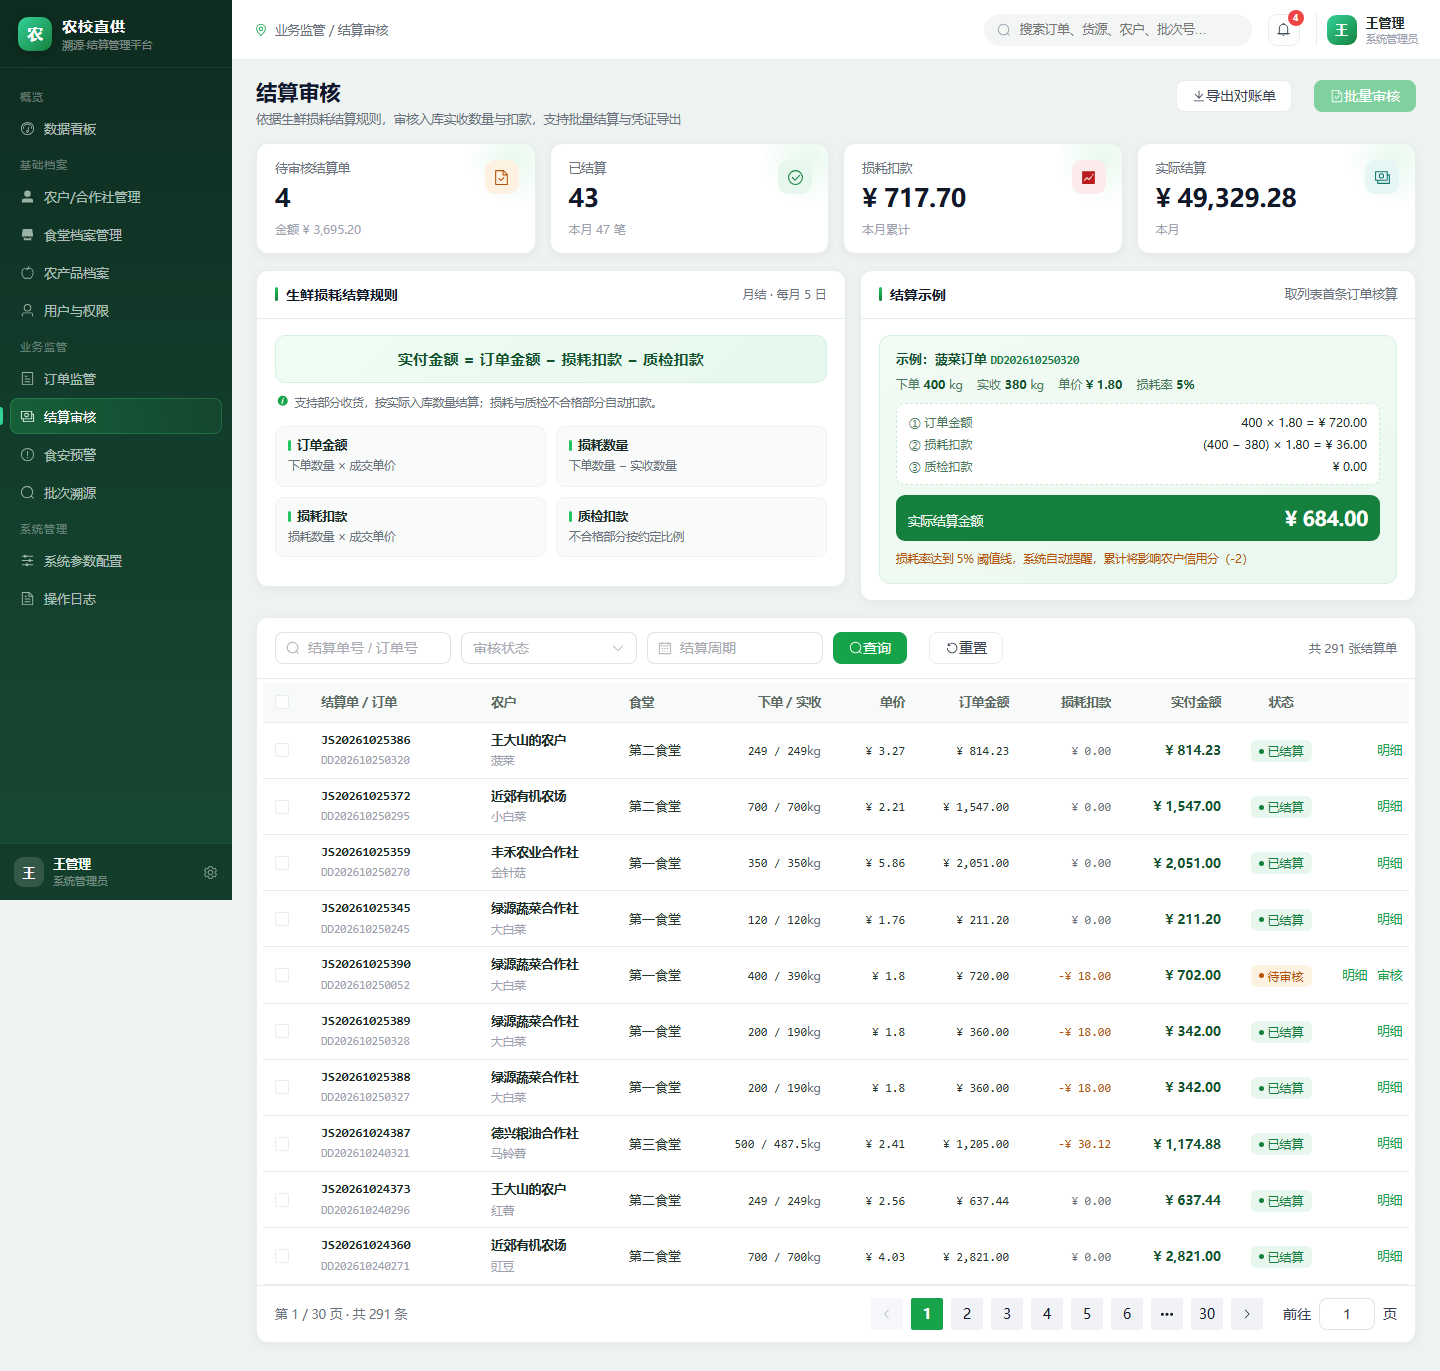 农
农校直供
溯源·结算管理平台
概览
数据看板
基础档案
农户/合作社管理
食堂档案管理
农产品档案
用户与权限
业务监管
订单监管
结算审核
食安预警
批次溯源
系统管理
系统参数配置
操作日志
王
王管理
系统管理员
业务监管 / 结算审核
搜索订单、货源、农户、批次号...
4
王
王管理
系统管理员
结算审核
依据生鲜损耗结算规则，审核入库实收数量与扣款，支持批量结算与凭证导出
导出对账单
批量审核
待审核结算单
4
金额 ¥ 3,695.20
已结算
43
本月 47 笔
损耗扣款
¥ 717.70
本月累计
实际结算
¥ 49,329.28
本月
生鲜损耗结算规则
月结 · 每月 5 日
实付金额 = 订单金额 − 损耗扣款 − 质检扣款
支持部分收货，按实际入库数量结算；损耗与质检不合格部分自动扣款。
订单金额
下单数量 × 成交单价
损耗数量
下单数量 − 实收数量
损耗扣款
损耗数量 × 成交单价
质检扣款
不合格部分按约定比例
结算示例
取列表首条订单核算
示例：菠菜订单 DD202610250320
下单 400 kg 实收 380 kg 单价 ¥ 1.80 损耗率 5%
① 订单金额 400 × 1.80 = ¥ 720.00
② 损耗扣款 (400 − 380) × 1.80 = ¥ 36.00
③ 质检扣款 ¥ 0.00
实际结算金额 ¥ 684.00
损耗率达到 5% 阈值线，系统自动提醒，累计将影响农户信用分（-2）
结算单号 / 订单号
审核状态
结算周期
查询
重置
共 291 张结算单
结算单 / 订单 农户 食堂 下单 / 实收 单价 订单金额 损耗扣款 实付金额 状态
JS20261025386 王大山的农户 第二食堂 249 / 249kg ¥ 3.27 ¥ 814.23 ¥ 0.00 ¥ 814.23 已结算 明细
DD202610250320 菠菜
JS20261025372 近郊有机农场 第二食堂 700 / 700kg ¥ 2.21 ¥ 1,547.00 ¥ 0.00 ¥ 1,547.00 已结算 明细
DD202610250295 小白菜
JS20261025359 丰禾农业合作社 第一食堂 350 / 350kg ¥ 5.86 ¥ 2,051.00 ¥ 0.00 ¥ 2,051.00 已结算 明细
DD202610250270 金针菇
JS20261025345 绿源蔬菜合作社 第一食堂 120 / 120kg ¥ 1.76 ¥ 211.20 ¥ 0.00 ¥ 211.20 已结算 明细
DD202610250245 大白菜
JS20261025390 绿源蔬菜合作社 第一食堂 400 / 390kg ¥ 1.8 ¥ 720.00 -¥ 18.00 ¥ 702.00 待审核 明细 审核
DD202610250052 大白菜
JS20261025389 绿源蔬菜合作社 第一食堂 200 / 190kg ¥ 1.8 ¥ 360.00 -¥ 18.00 ¥ 342.00 已结算 明细
DD202610250328 大白菜
JS20261025388 绿源蔬菜合作社 第一食堂 200 / 190kg ¥ 1.8 ¥ 360.00 -¥ 18.00 ¥ 342.00 已结算 明细
DD202610250327 大白菜
JS20261024387 德兴粮油合作社 第三食堂 500 / 487.5kg ¥ 2.41 ¥ 1,205.00 -¥ 30.12 ¥ 1,174.88 已结算 明细
DD202610240321 马铃薯
JS20261024373 王大山的农户 第二食堂 249 / 249kg ¥ 2.56 ¥ 637.44 ¥ 0.00 ¥ 637.44 已结算 明细
DD202610240296 红薯
JS20261024360 近郊有机农场 第二食堂 700 / 700kg ¥ 4.03 ¥ 2,821.00 ¥ 0.00 ¥ 2,821.00 已结算 明细
DD202610240271 豇豆
第 1 / 30 页 · 共 291 条
1 2 3 4 5 6 ••• 30 前往 1 页